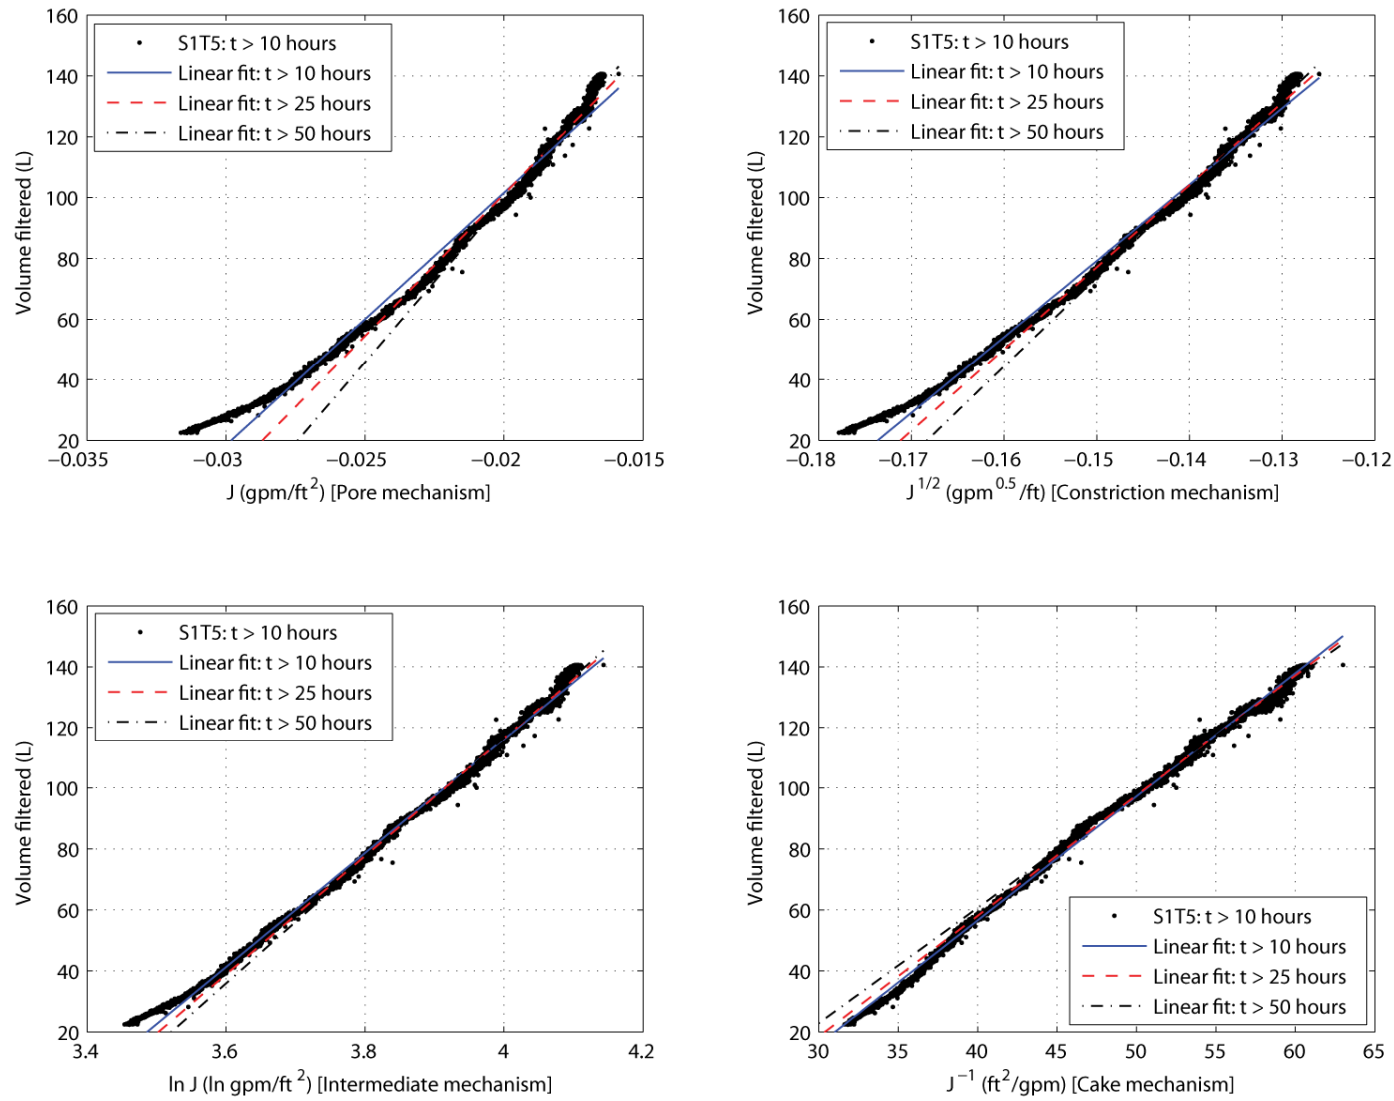 160
140
120
100
80
60
40
20
Volume filtered (L)
S1T5: t > 10 hours
Linear fit: t > 10 hours
Linear fit: t > 25 hours
Linear fit: t > 50 hours
−0.035 −0.03 −0.025 −0.02 −0.015
J (gpm/ft²) [Pore mechanism]
160
140
120
100
80
60
40
20
Volume filtered (L)
S1T5: t > 10 hours
Linear fit: t > 10 hours
Linear fit: t > 25 hours
Linear fit: t > 50 hours
−0.18 −0.17 −0.16 −0.15 −0.14 −0.13 −0.12
J^1/2 (gpm^0.5/ft) [Constriction mechanism]
160
140
120
100
80
60
40
20
Volume filtered (L)
S1T5: t > 10 hours
Linear fit: t > 10 hours
Linear fit: t > 25 hours
Linear fit: t > 50 hours
3.4 3.6 3.8 4 4.2
ln J (ln gpm/ft²) [Intermediate mechanism]
160
140
120
100
80
60
40
20
Volume filtered (L)
S1T5: t > 10 hours
Linear fit: t > 10 hours
Linear fit: t > 25 hours
Linear fit: t > 50 hours
30 35 40 45 50 55 60 65
J⁻¹ (ft²/gpm) [Cake mechanism]